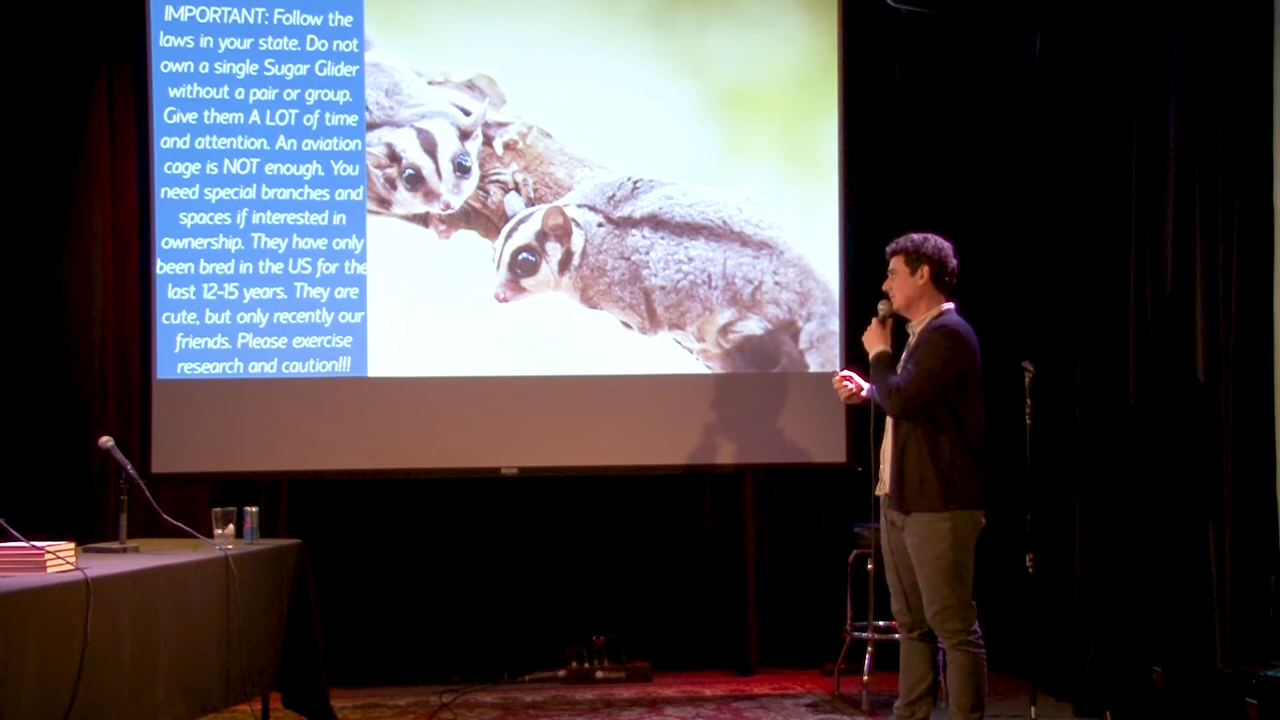 IMPORTANT: Follow the
laws in your state. Do not
own a single Sugar Glider
without a pair or group.
Give them A LOT of time
and attention. An aviation
cage is NOT enough. You
need special branches and
spaces if interested in
ownership. They have only
been bred in the US for the
last 12-15 years. They are
cute, but only recently our
friends. Please exercise
research and caution!!!